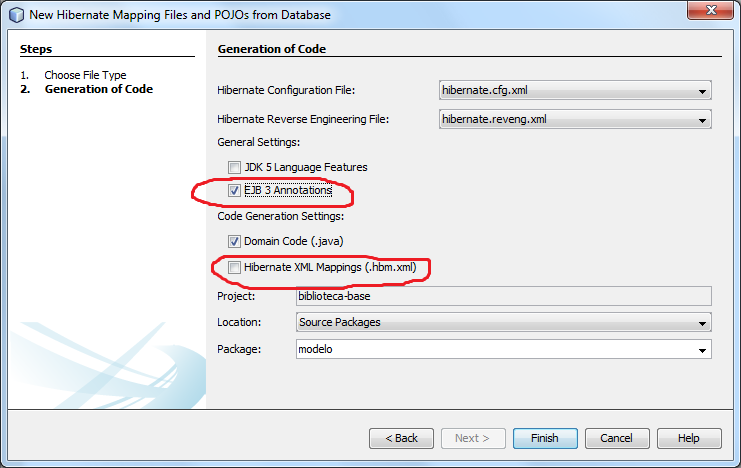 New Hibernate Mapping Files and POJOs from Database
Steps
1. Choose File Type
2. Generation of Code
Generation of Code
Hibernate Configuration File: hibernate.cfg.xml
Hibernate Reverse Engineering File: hibernate.reveng.xml
General Settings:
JDK 5 Language Features
EJB 3 Annotations
Code Generation Settings:
Domain Code (.java)
Hibernate XML Mappings (.hbm.xml)
Project: biblioteca-base
Location: Source Packages
Package: modelo
< Back Next > Finish Cancel Help